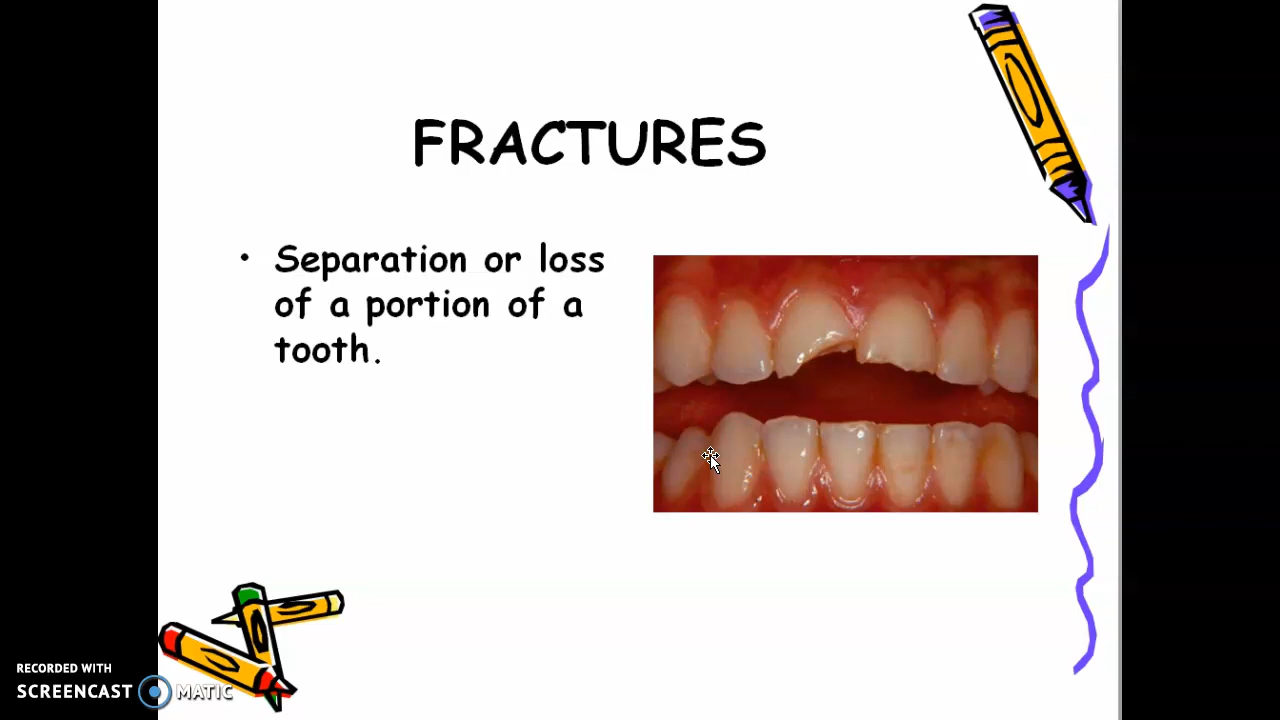 FRACTURES
• Separation or loss
of a portion of a
tooth.
RECORDED WITH
SCREENCAST MATIC